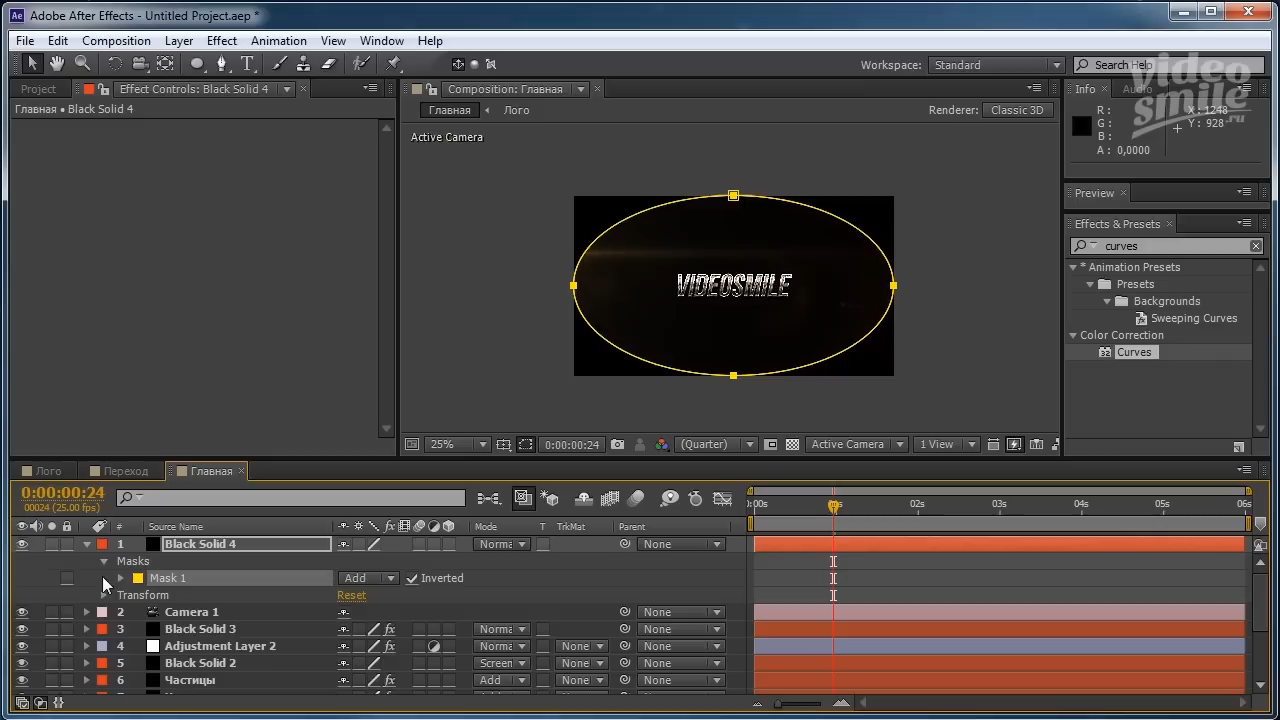 Adobe After Effects - Untitled Project.aep *
File Edit Composition Layer Effect Animation View Window Help
Workspace: Standard Search Help
video smile.ru
Project Effect Controls: Black Solid 4 Composition: Главная Info Audio
Главная • Black Solid 4
Главная Лого Renderer: Classic 3D
Active Camera
R: X: 1248
G: Y: 928
B:
A: 0,0000
Preview
Effects & Presets
curves
* Animation Presets
Presets
Backgrounds
Sweeping Curves
Color Correction
Curves
VIDEOSMILE
25% 0:00:00:24 (Quarter) Active Camera 1 View
Лого Переход Главная
0:00:00:24
00024 (25.00 fps)
:00s 02s 03s 04s 05s 06s
# Source Name Mode T TrkMat Parent
1 Black Solid 4 Norma None
Masks
Mask 1 Add Inverted
Transform Reset
2 Camera 1 None
3 Black Solid 3 Norma None
4 Adjustment Layer 2 Norma None None
5 Black Solid 2 Screen None None
6 Частицы Add None None